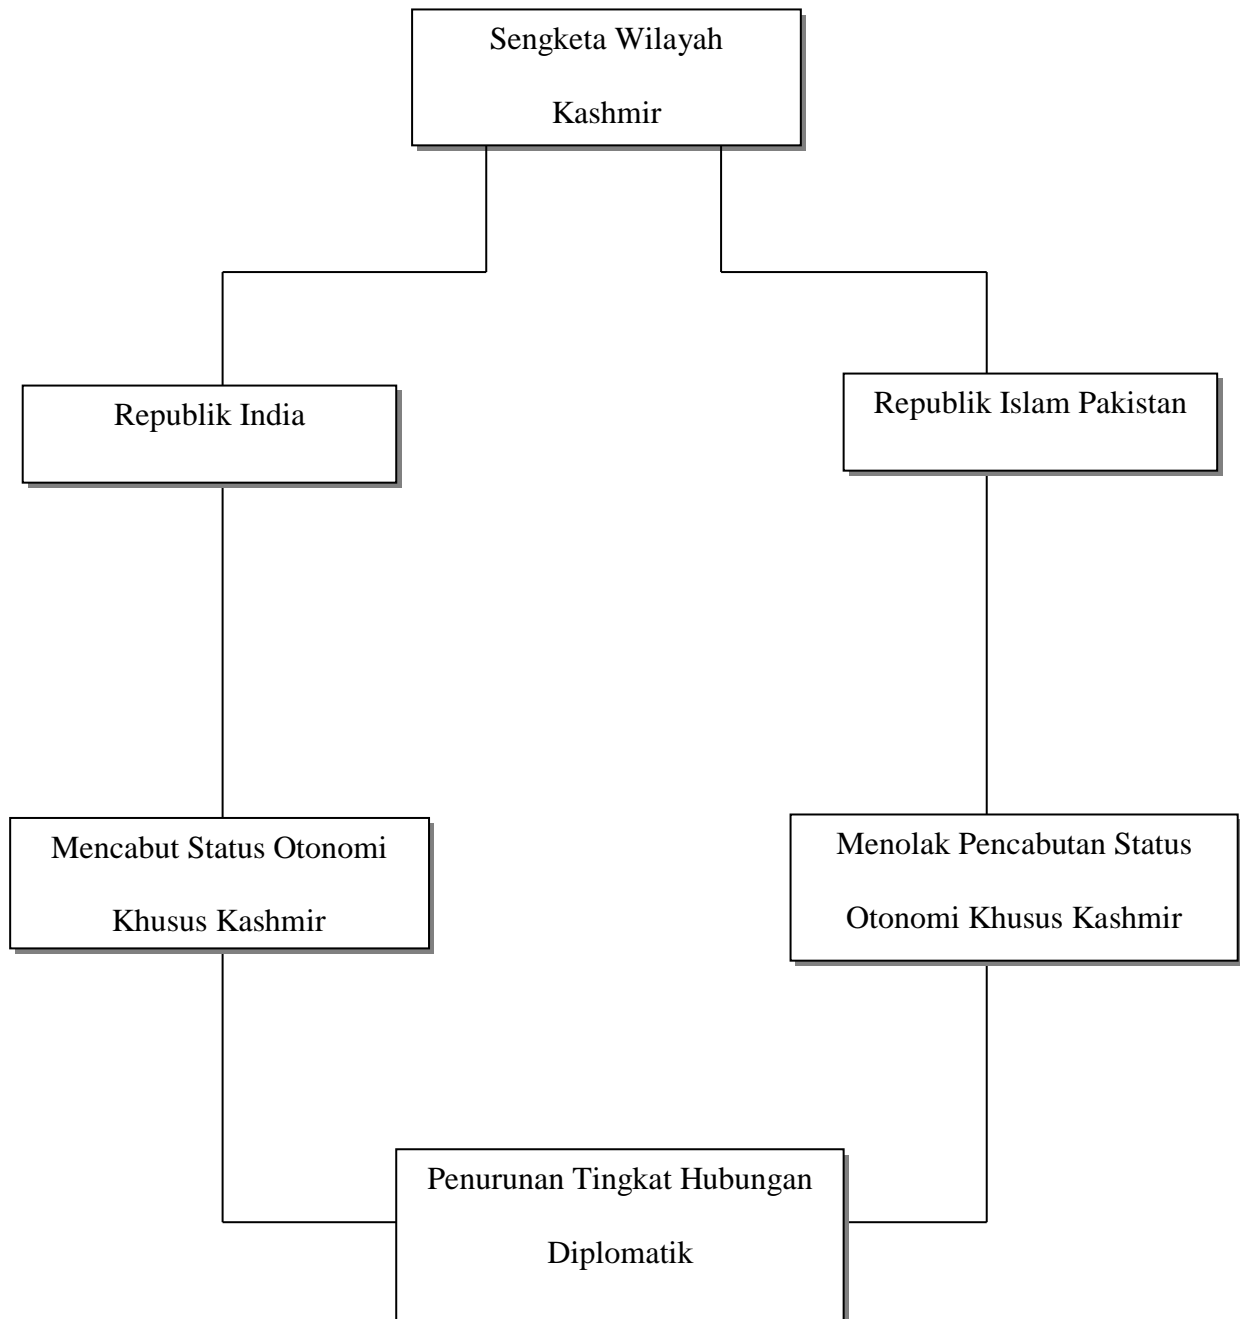 Sengketa Wilayah
Kashmir
Republik India
Republik Islam Pakistan
Mencabut Status Otonomi
Khusus Kashmir
Menolak Pencabutan Status
Otonomi Khusus Kashmir
Penurunan Tingkat Hubungan
Diplomatik